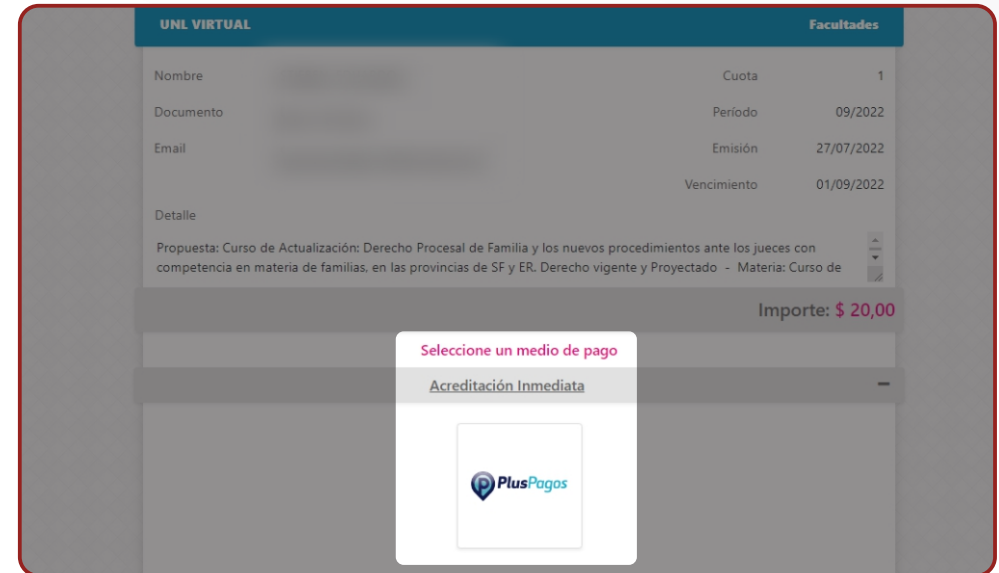 UNL VIRTUAL Facultades
Nombre Cuota 1
Documento Período 09/2022
Email Emisión 27/07/2022
Vencimiento 01/09/2022
Detalle
Propuesta: Curso de Actualización: Derecho Procesal de Familia y los nuevos procedimientos ante los jueces con
competencia en materia de familias, en las provincias de SF y ER. Derecho vigente y Proyectado - Materia: Curso de
Importe: $ 20,00
Seleccione un medio de pago
Acreditación Inmediata
PlusPagos